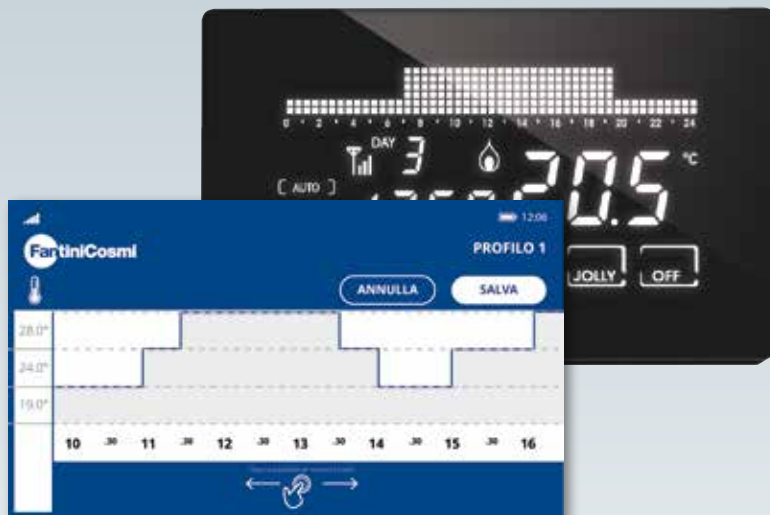 0 2 4 6 8 10 12 14 16 18 20 22 24
DAY 3
20.5 °C
[ AUTO ]
JOLLY OFF
12:06
FantiniCosmi
PROFILO 1
ANNULLA SALVA
28.0°
24.0°
19.0°
10 .30 11 .30 12 .30 13 .30 14 .30 15 .30 16